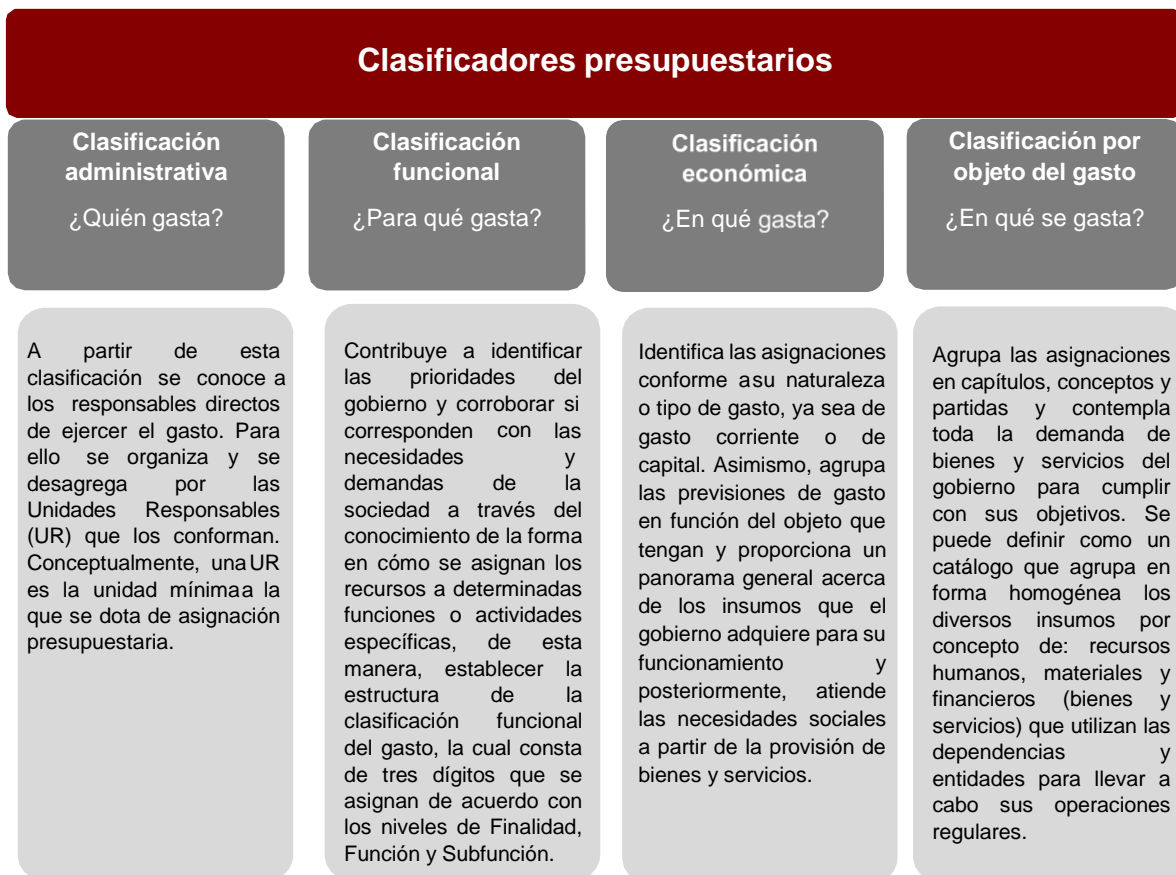 Clasificadores presupuestarios
Clasificación
administrativa
¿Quién gasta?
A partir de esta
clasificación se conoce a
los responsables directos
de ejercer el gasto. Para
ello se organiza y se
desagrega por las
Unidades Responsables
(UR) que los conforman.
Conceptualmente, una UR
es la unidad mínima a la
que se dota de asignación
presupuestaria.
Clasificación
funcional
¿Para qué gasta?
Contribuye a identificar
las prioridades del
gobierno y corroborar si
corresponden con las
necesidades y
demandas de la
sociedad a través del
conocimiento de la forma
en cómo se asignan los
recursos a determinadas
funciones o actividades
específicas, de esta
manera, establecer la
estructura de la
clasificación funcional
del gasto, la cual consta
de tres dígitos que se
asignan de acuerdo con
los niveles de Finalidad,
Función y Subfunción.
Clasificación
económica
¿En qué gasta?
Identifica las asignaciones
conforme asu naturaleza
o tipo de gasto, ya sea de
gasto corriente o de
capital. Asimismo, agrupa
las previsiones de gasto
en función del objeto que
tengan y proporciona un
panorama general acerca
de los insumos que el
gobierno adquiere para su
funcionamiento y
posteriormente, atiende
las necesidades sociales
a partir de la provisión de
bienes y servicios.
Clasificación por
objeto del gasto
¿En qué se gasta?
Agrupa las asignaciones
en capítulos, conceptos y
partidas y contempla
toda la demanda de
bienes y servicios del
gobierno para cumplir
con sus objetivos. Se
puede definir como un
catálogo que agrupa en
forma homogénea los
diversos insumos por
concepto de: recursos
humanos, materiales y
financieros (bienes y
servicios) que utilizan las
dependencias y
entidades para llevar a
cabo sus operaciones
regulares.